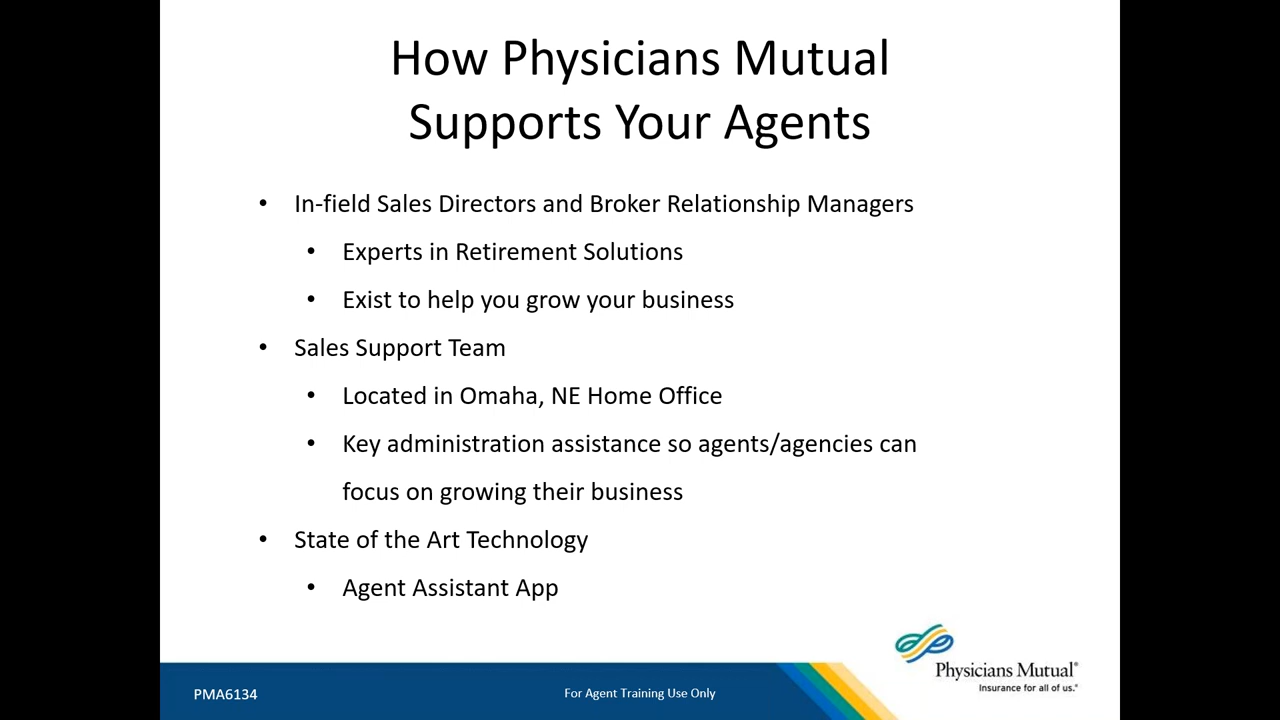 How Physicians Mutual
Supports Your Agents
• In-field Sales Directors and Broker Relationship Managers
• Experts in Retirement Solutions
• Exist to help you grow your business
• Sales Support Team
• Located in Omaha, NE Home Office
• Key administration assistance so agents/agencies can
focus on growing their business
• State of the Art Technology
• Agent Assistant App
Physicians Mutual®
Insurance for all of us.®
PMA6134
For Agent Training Use Only